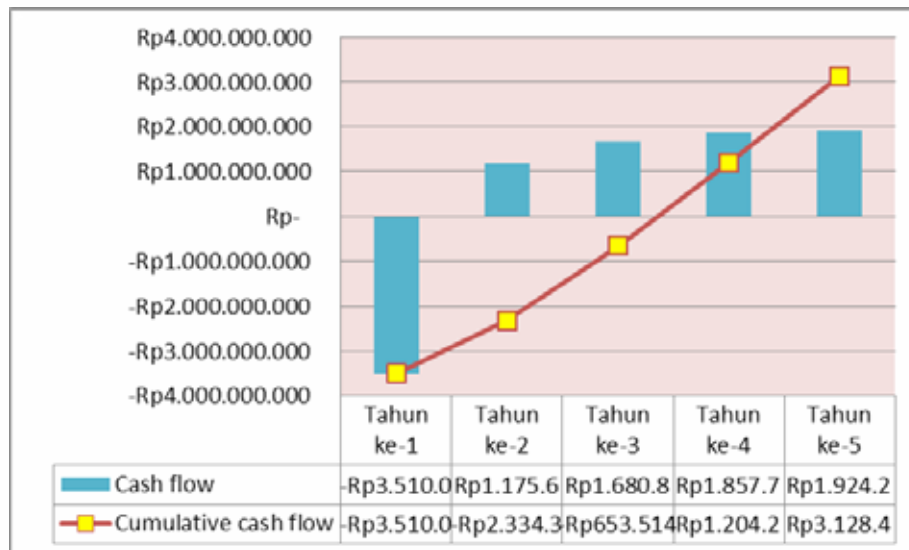 Rp4.000.000.000
Rp3.000.000.000
Rp2.000.000.000
Rp1.000.000.000
Rp-
-Rp1.000.000.000
-Rp2.000.000.000
-Rp3.000.000.000
-Rp4.000.000.000
Tahun ke-1 Tahun ke-2 Tahun ke-3 Tahun ke-4 Tahun ke-5
Cash flow -Rp3.510.0 Rp1.175.6 Rp1.680.8 Rp1.857.7 Rp1.924.2
Cumulative cash flow -Rp3.510.0 -Rp2.334.3 -Rp653.514 Rp1.204.2 Rp3.128.4